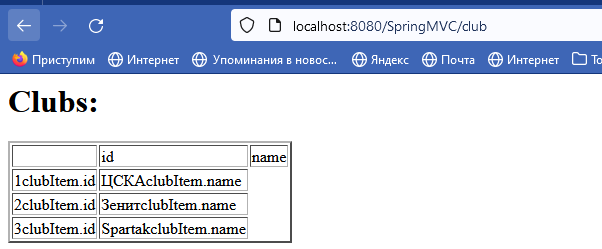 localhost:8080/SpringMVC/club
Приступим Интернет Упоминания в новос... Яндекс Почта Интернет То
Clubs:
id name
1clubItem.id ЦСКАclubItem.name
2clubItem.id ЗенитclubItem.name
3clubItem.id SpartakclubItem.name